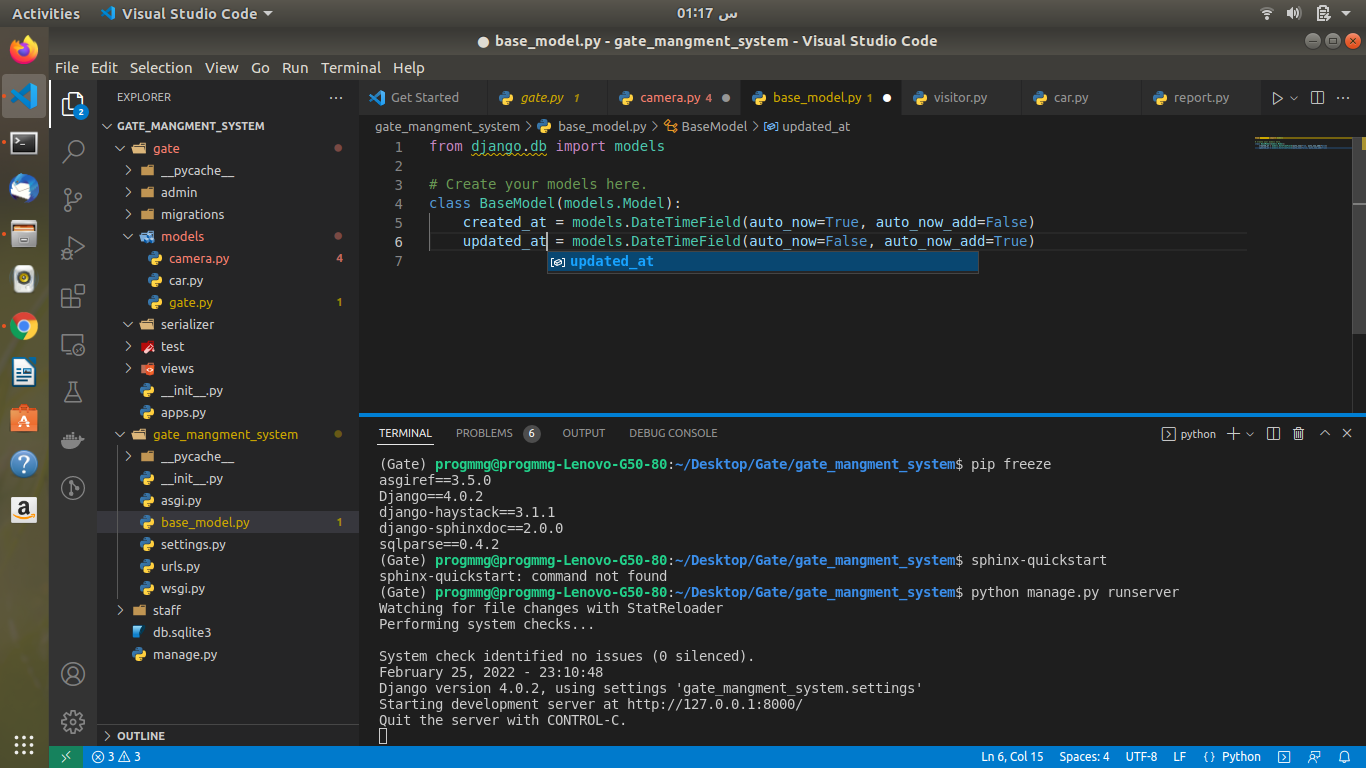 Activities
Visual Studio Code
01:17 س
● base_model.py - gate_mangment_system - Visual Studio Code
File Edit Selection View Go Run Terminal Help
2
EXPLORER
GATE_MANGMENT_SYSTEM
gate
__pycache__
admin
migrations
models
camera.py 4
car.py
gate.py 1
serializer
test
views
__init__.py
apps.py
gate_mangment_system
__pycache__
__init__.py
asgi.py
base_model.py 1
settings.py
urls.py
wsgi.py
staff
db.sqlite3
manage.py
OUTLINE
Get Started gate.py 1 camera.py 4 base_model.py 1 visitor.py car.py report.py
gate_mangment_system > base_model.py > BaseModel > updated_at
1 from django.db import models
2
3 # Create your models here.
4 class BaseModel(models.Model):
5 created_at = models.DateTimeField(auto_now=True, auto_now_add=False)
6 updated_at = models.DateTimeField(auto_now=False, auto_now_add=True)
7
updated_at
TERMINAL PROBLEMS 6 OUTPUT DEBUG CONSOLE
python
(Gate) progmmg@progmmg-Lenovo-G50-80:~/Desktop/Gate/gate_mangment_system$ pip freeze
asgiref==3.5.0
Django==4.0.2
django-haystack==3.1.1
django-sphinxdoc==2.0.0
sqlparse==0.4.2
(Gate) progmmg@progmmg-Lenovo-G50-80:~/Desktop/Gate/gate_mangment_system$ sphinx-quickstart
sphinx-quickstart: command not found
(Gate) progmmg@progmmg-Lenovo-G50-80:~/Desktop/Gate/gate_mangment_system$ python manage.py runserver
Watching for file changes with StatReloader
Performing system checks...
System check identified no issues (0 silenced).
February 25, 2022 - 23:10:48
Django version 4.0.2, using settings 'gate_mangment_system.settings'
Starting development server at http://127.0.0.1:8000/
Quit the server with CONTROL-C.
3 3
Ln 6, Col 15 Spaces: 4 UTF-8 LF Python